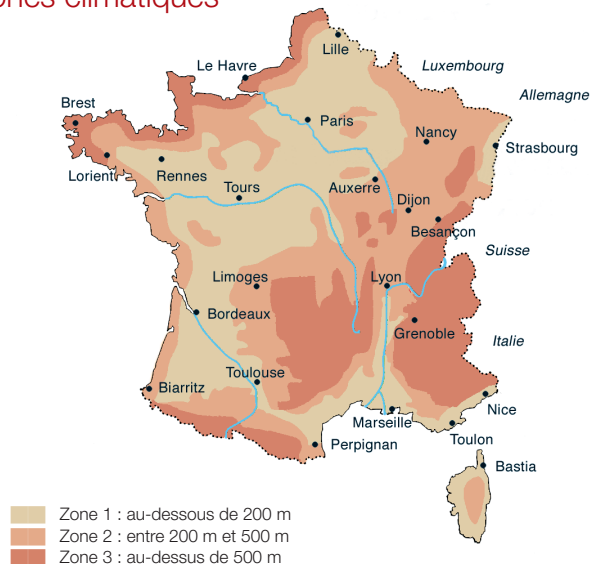 climatiques
Lille
Le Havre
Luxembourg
Allemagne
Brest
Paris
Nancy
Strasbourg
Lorient
Rennes
Tours
Auxerre
Dijon
Besançon
Suisse
Limoges
Lyon
Bordeaux
Grenoble
Italie
Toulouse
Biarritz
Nice
Marseille
Toulon
Perpignan
Bastia
Zone 1 : au-dessous de 200 m
Zone 2 : entre 200 m et 500 m
Zone 3 : au-dessus de 500 m